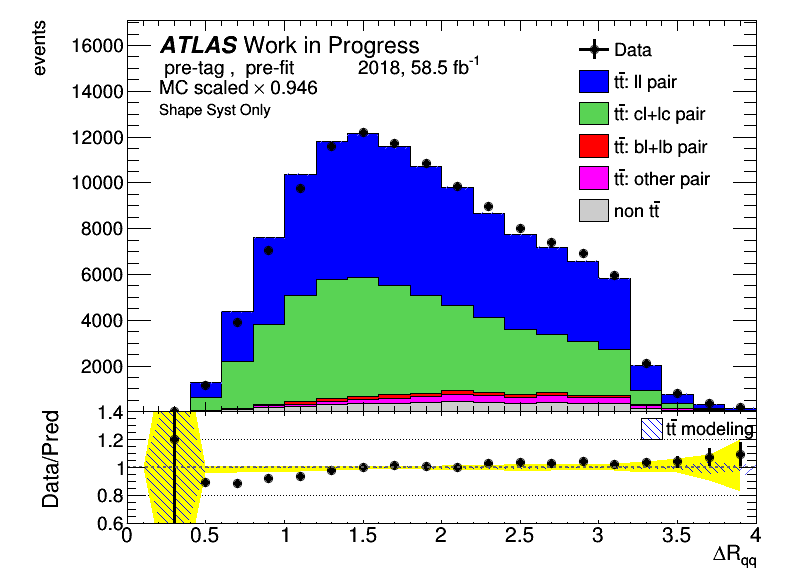 events
16000
14000
12000
10000
8000
6000
4000
2000
0
ATLAS Work in Progress
pre-tag , pre-fit 2018, 58.5 fb⁻¹
MC scaled × 0.946
Shape Syst Only
Data
tt̄: ll pair
tt̄: cl+lc pair
tt̄: bl+lb pair
tt̄: other pair
non tt̄
Data/Pred
1.4
1.2
1
0.8
0.6
tt̄ modeling
0 0.5 1 1.5 2 2.5 3 3.5 4
ΔR_qq